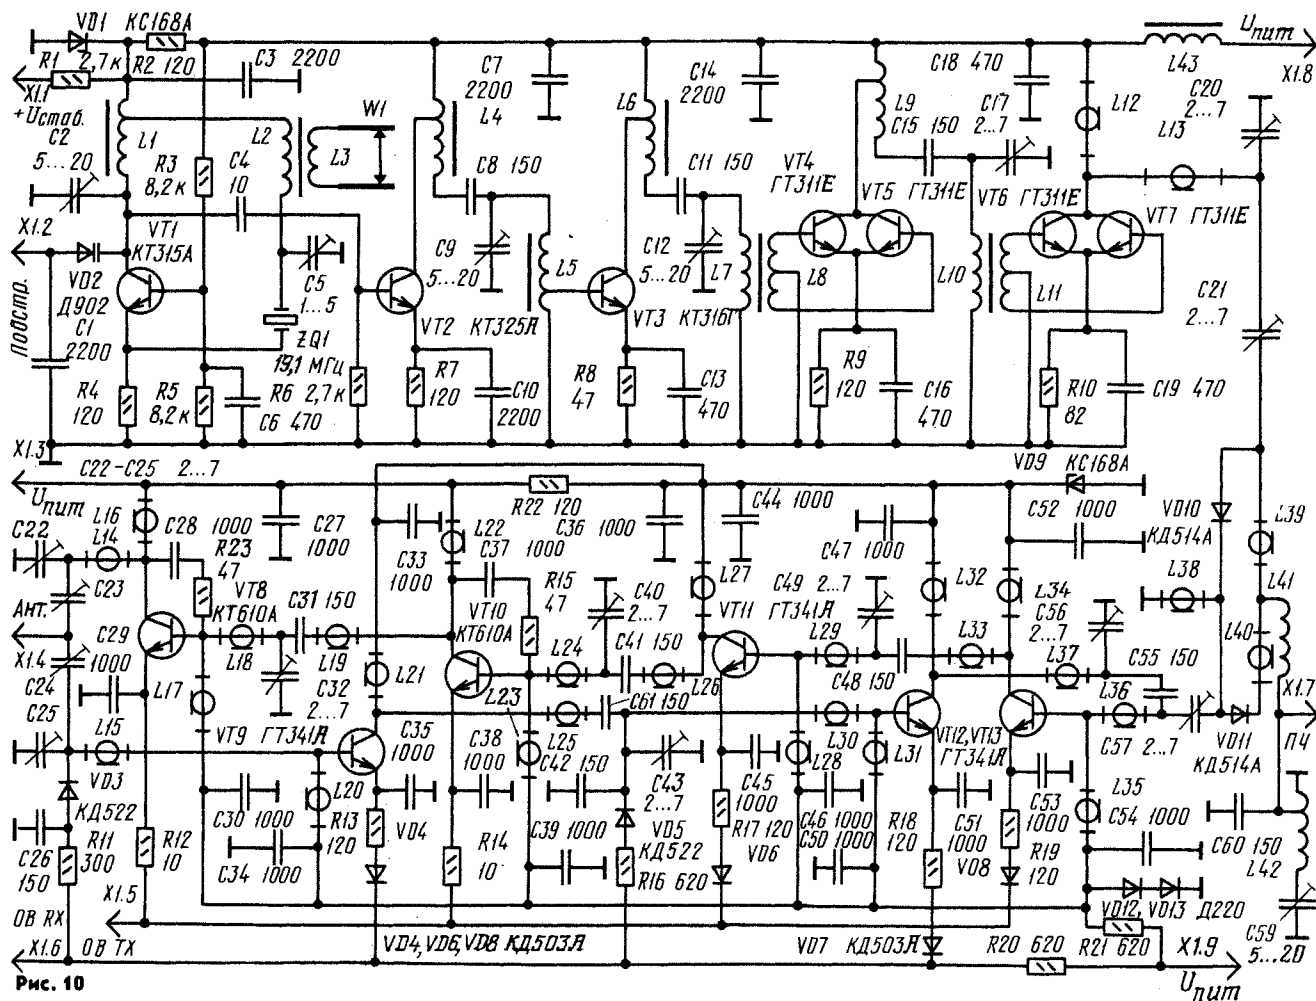 VD1 КС168А
Uпит
R1 2,7 к R2 120
C3 2200
X1.1
+Uстаб.
C2
5...20
L1
L2
W1
L3
R3
8,2 к
C4
10
C7
2200
L4
C8 150
C14
2200
L6
C11 150
C18 470
L9
C15 150
C17
2...7
L12
L43
C20
2...7
X1.8
L13
X1.2
VT1
КТ315А
VD2
Д902
Подстр.
C1
2200
C5
1...5
ZQ1
19,1 МГц
C9
5...20
L5
VT2 КТ325А
C12
5...20
L7
VT3 КТ316Г
VT4
ГТ311Е
VT5
ГТ311Е
L8
VT6
ГТ311Е
VT7 ГТ311Е
L10
L11
C21
2...7
R4
120
R5
8,2к
R6
2,7 к
C6 470
R7
120
C10
2200
R8
47
C13
470
R9
120
C16
470
R10
82
C19 470
X1.3
C22-C25 2...7
Uпит
VD9 КС168А
C22
L16
L14
C28
1000
R23
47
C27
1000
C33
1000
L22
R22 120
C37
1000
C36 1000
C44 1000
C47 1000
C52 1000
VD10
КД514А
L39
C23
Ант.
X1.4
C24
C29
1000
VT8
КТ610А
C31 150
L18
L19
L21
VT10
КТ610А
R15
47
C40
2...7
L24
C41 150
L27
VT11
ГТ341А
C49 2...7
L29
L32
L33
L34
C56
2...7
L38
L41
L40
C25
L15
L17
C32
2...7
VT9 ГТ341А
L23
L25
C61 150
L26
C48 150
L37
C55 150
L36
C57 2...7
VD11
КД514А
X1.7
ПЧ
VD3
КД522
C35
1000
C38
1000
C42 150
C43
2...7
L28
L30
L31
VT12, VT13
ГТ341А
L35
C26
150
R11
300
R12
10
C30 1000
L20
R13
120
C34 1000
VD4
R14
10
C39 1000
VD5
КД522
R16 620
C45
1000
R17 120
VD6
C46 1000
C50 1000
R18
120
C51
1000
VD8
C53
1000
R19
120
C54
1000
C60 150
L42
X1.5
0В RX
X1.6 0В TX
VD4, VD6, VD8 КД503А
VD7 КД503А
VD12, VD13 Д220
R20 620
R21 620
X1.9
Uпит
C59
5...20
Рис. 10